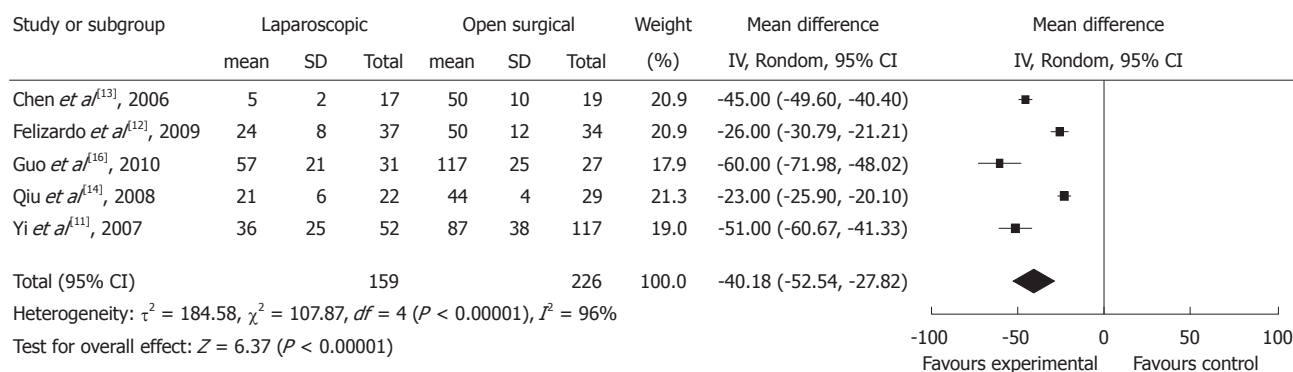 Study or subgroup Laparoscopic Open surgical Weight Mean difference Mean difference
mean SD Total mean SD Total (%) IV, Rondom, 95% CI IV, Rondom, 95% CI
Chen et al[13], 2006 5 2 17 50 10 19 20.9 -45.00 (-49.60, -40.40)
Felizardo et al[12], 2009 24 8 37 50 12 34 20.9 -26.00 (-30.79, -21.21)
Guo et al[16], 2010 57 21 31 117 25 27 17.9 -60.00 (-71.98, -48.02)
Qiu et al[14], 2008 21 6 22 44 4 29 21.3 -23.00 (-25.90, -20.10)
Yi et al[11], 2007 36 25 52 87 38 117 19.0 -51.00 (-60.67, -41.33)
Total (95% CI) 159 226 100.0 -40.18 (-52.54, -27.82)
Heterogeneity: τ² = 184.58, χ² = 107.87, df = 4 (P < 0.00001), I² = 96%
Test for overall effect: Z = 6.37 (P < 0.00001)
-100 -50 0 50 100
Favours experimental Favours control